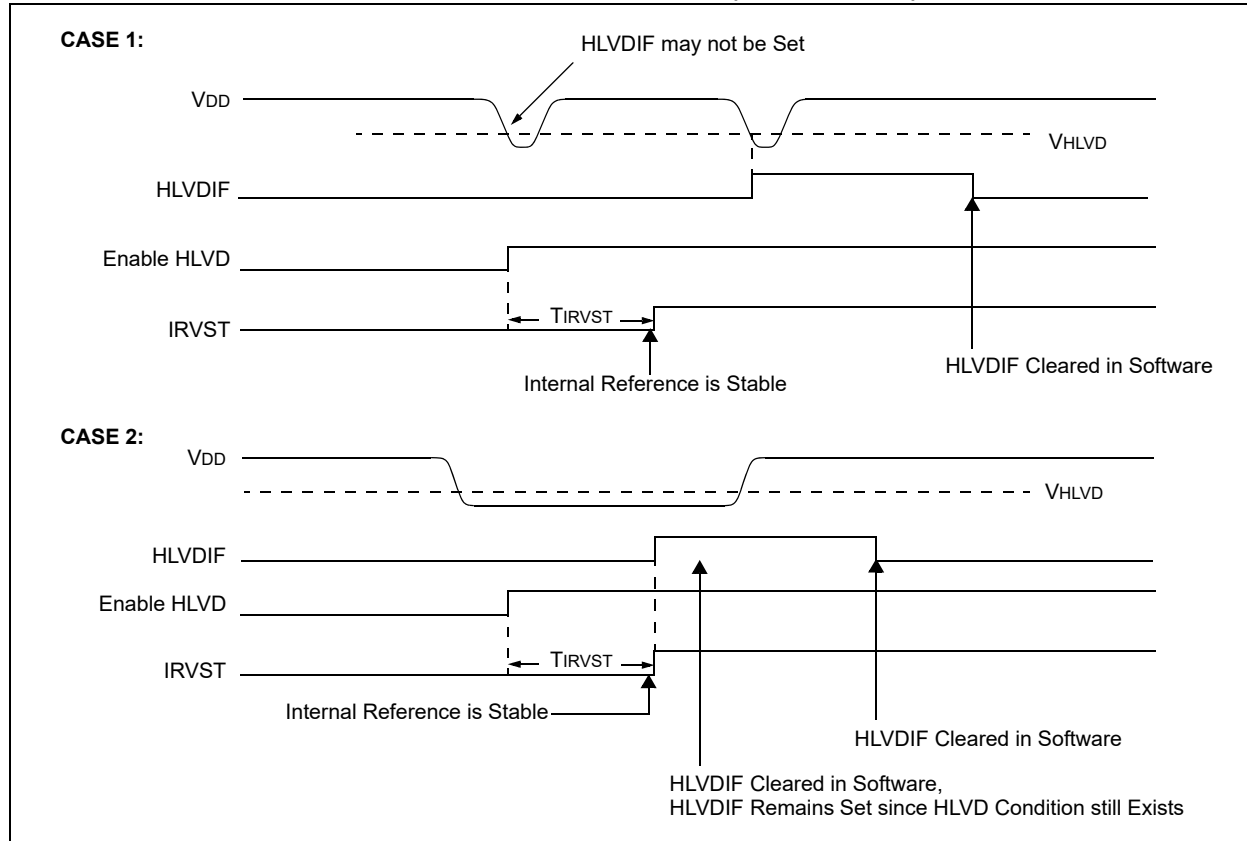 CASE 1:
HLVDIF may not be Set
VDD
VHLVD
HLVDIF
Enable HLVD
TIRVST
IRVST
HLVDIF Cleared in Software
Internal Reference is Stable
CASE 2:
VDD
VHLVD
HLVDIF
Enable HLVD
TIRVST
IRVST
Internal Reference is Stable
HLVDIF Cleared in Software
HLVDIF Cleared in Software,
HLVDIF Remains Set since HLVD Condition still Exists